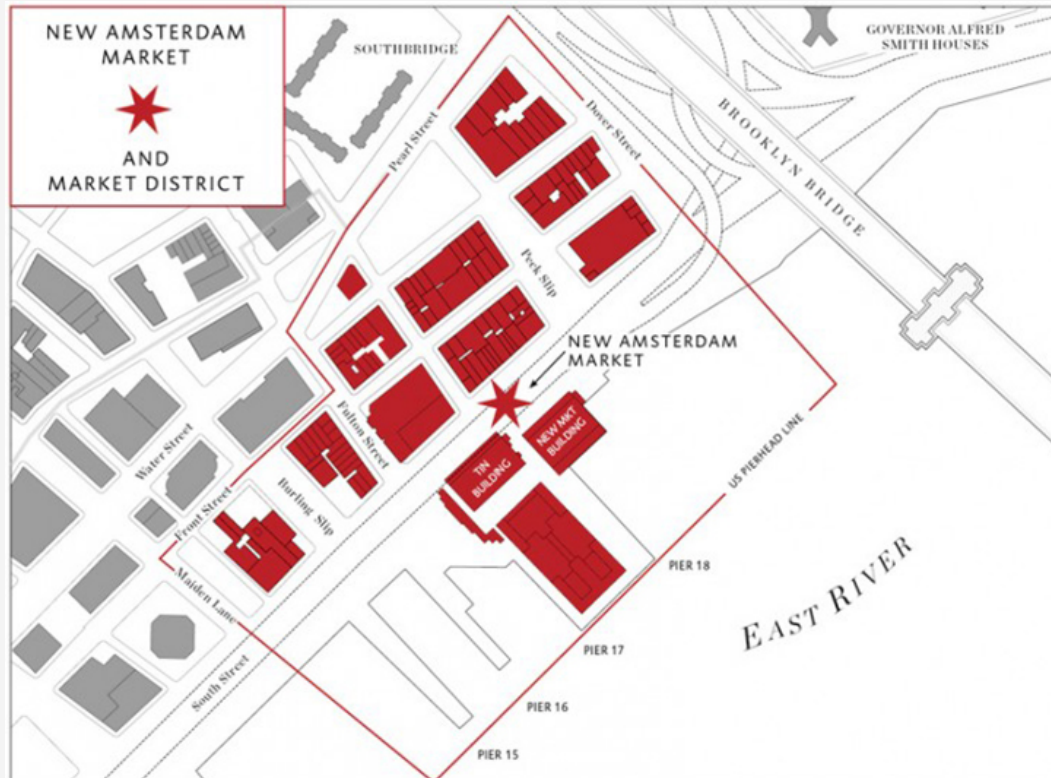 NEW AMSTERDAM
MARKET
AND
MARKET DISTRICT
SOUTHBRIDGE
GOVERNOR ALFRED
SMITH HOUSES
Pearl Street
Dover Street
BROOKLYN BRIDGE
Peck Slip
NEW AMSTERDAM
MARKET
Fulton Street
TIN
BUILDING
NEW MKT
BUILDING
US PIERHEAD LINE
Water Street
Front Street
Burling Slip
Maiden Lane
South Street
PIER 18
PIER 17
PIER 16
PIER 15
EAST RIVER